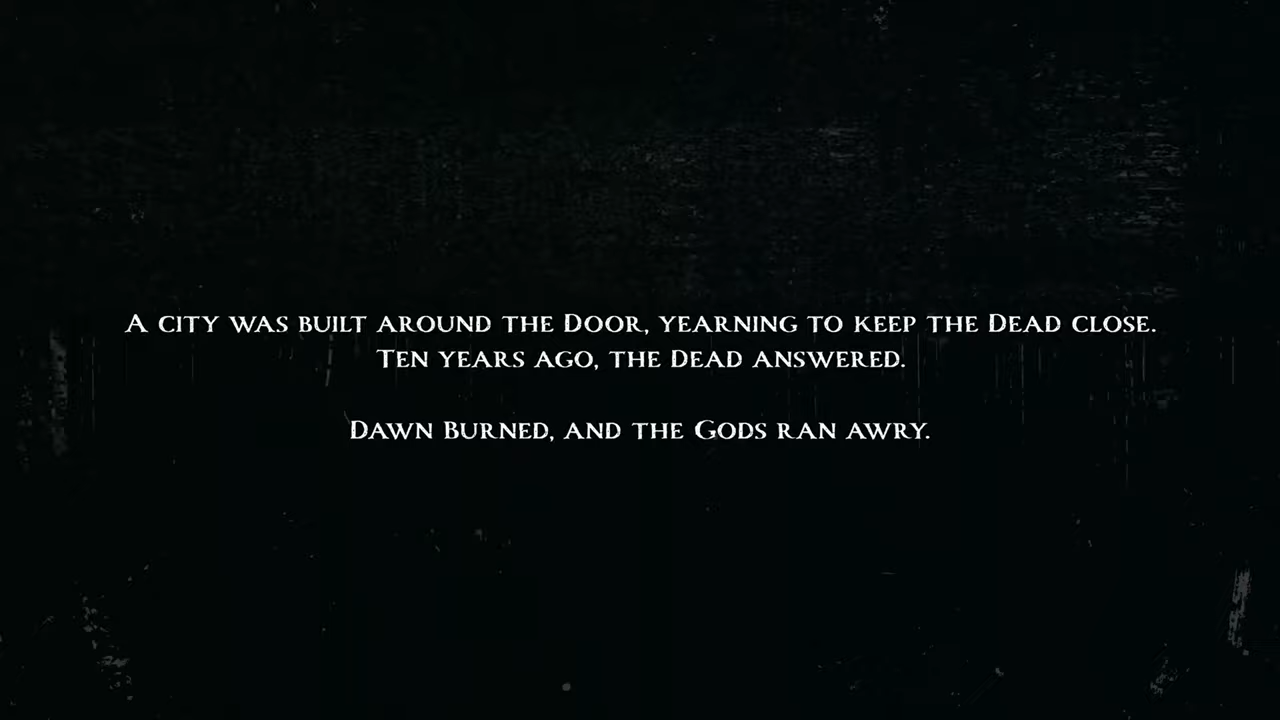 A city was built around the Door, yearning to keep the Dead close.
Ten years ago, the Dead answered.
Dawn Burned, and the Gods ran awry.